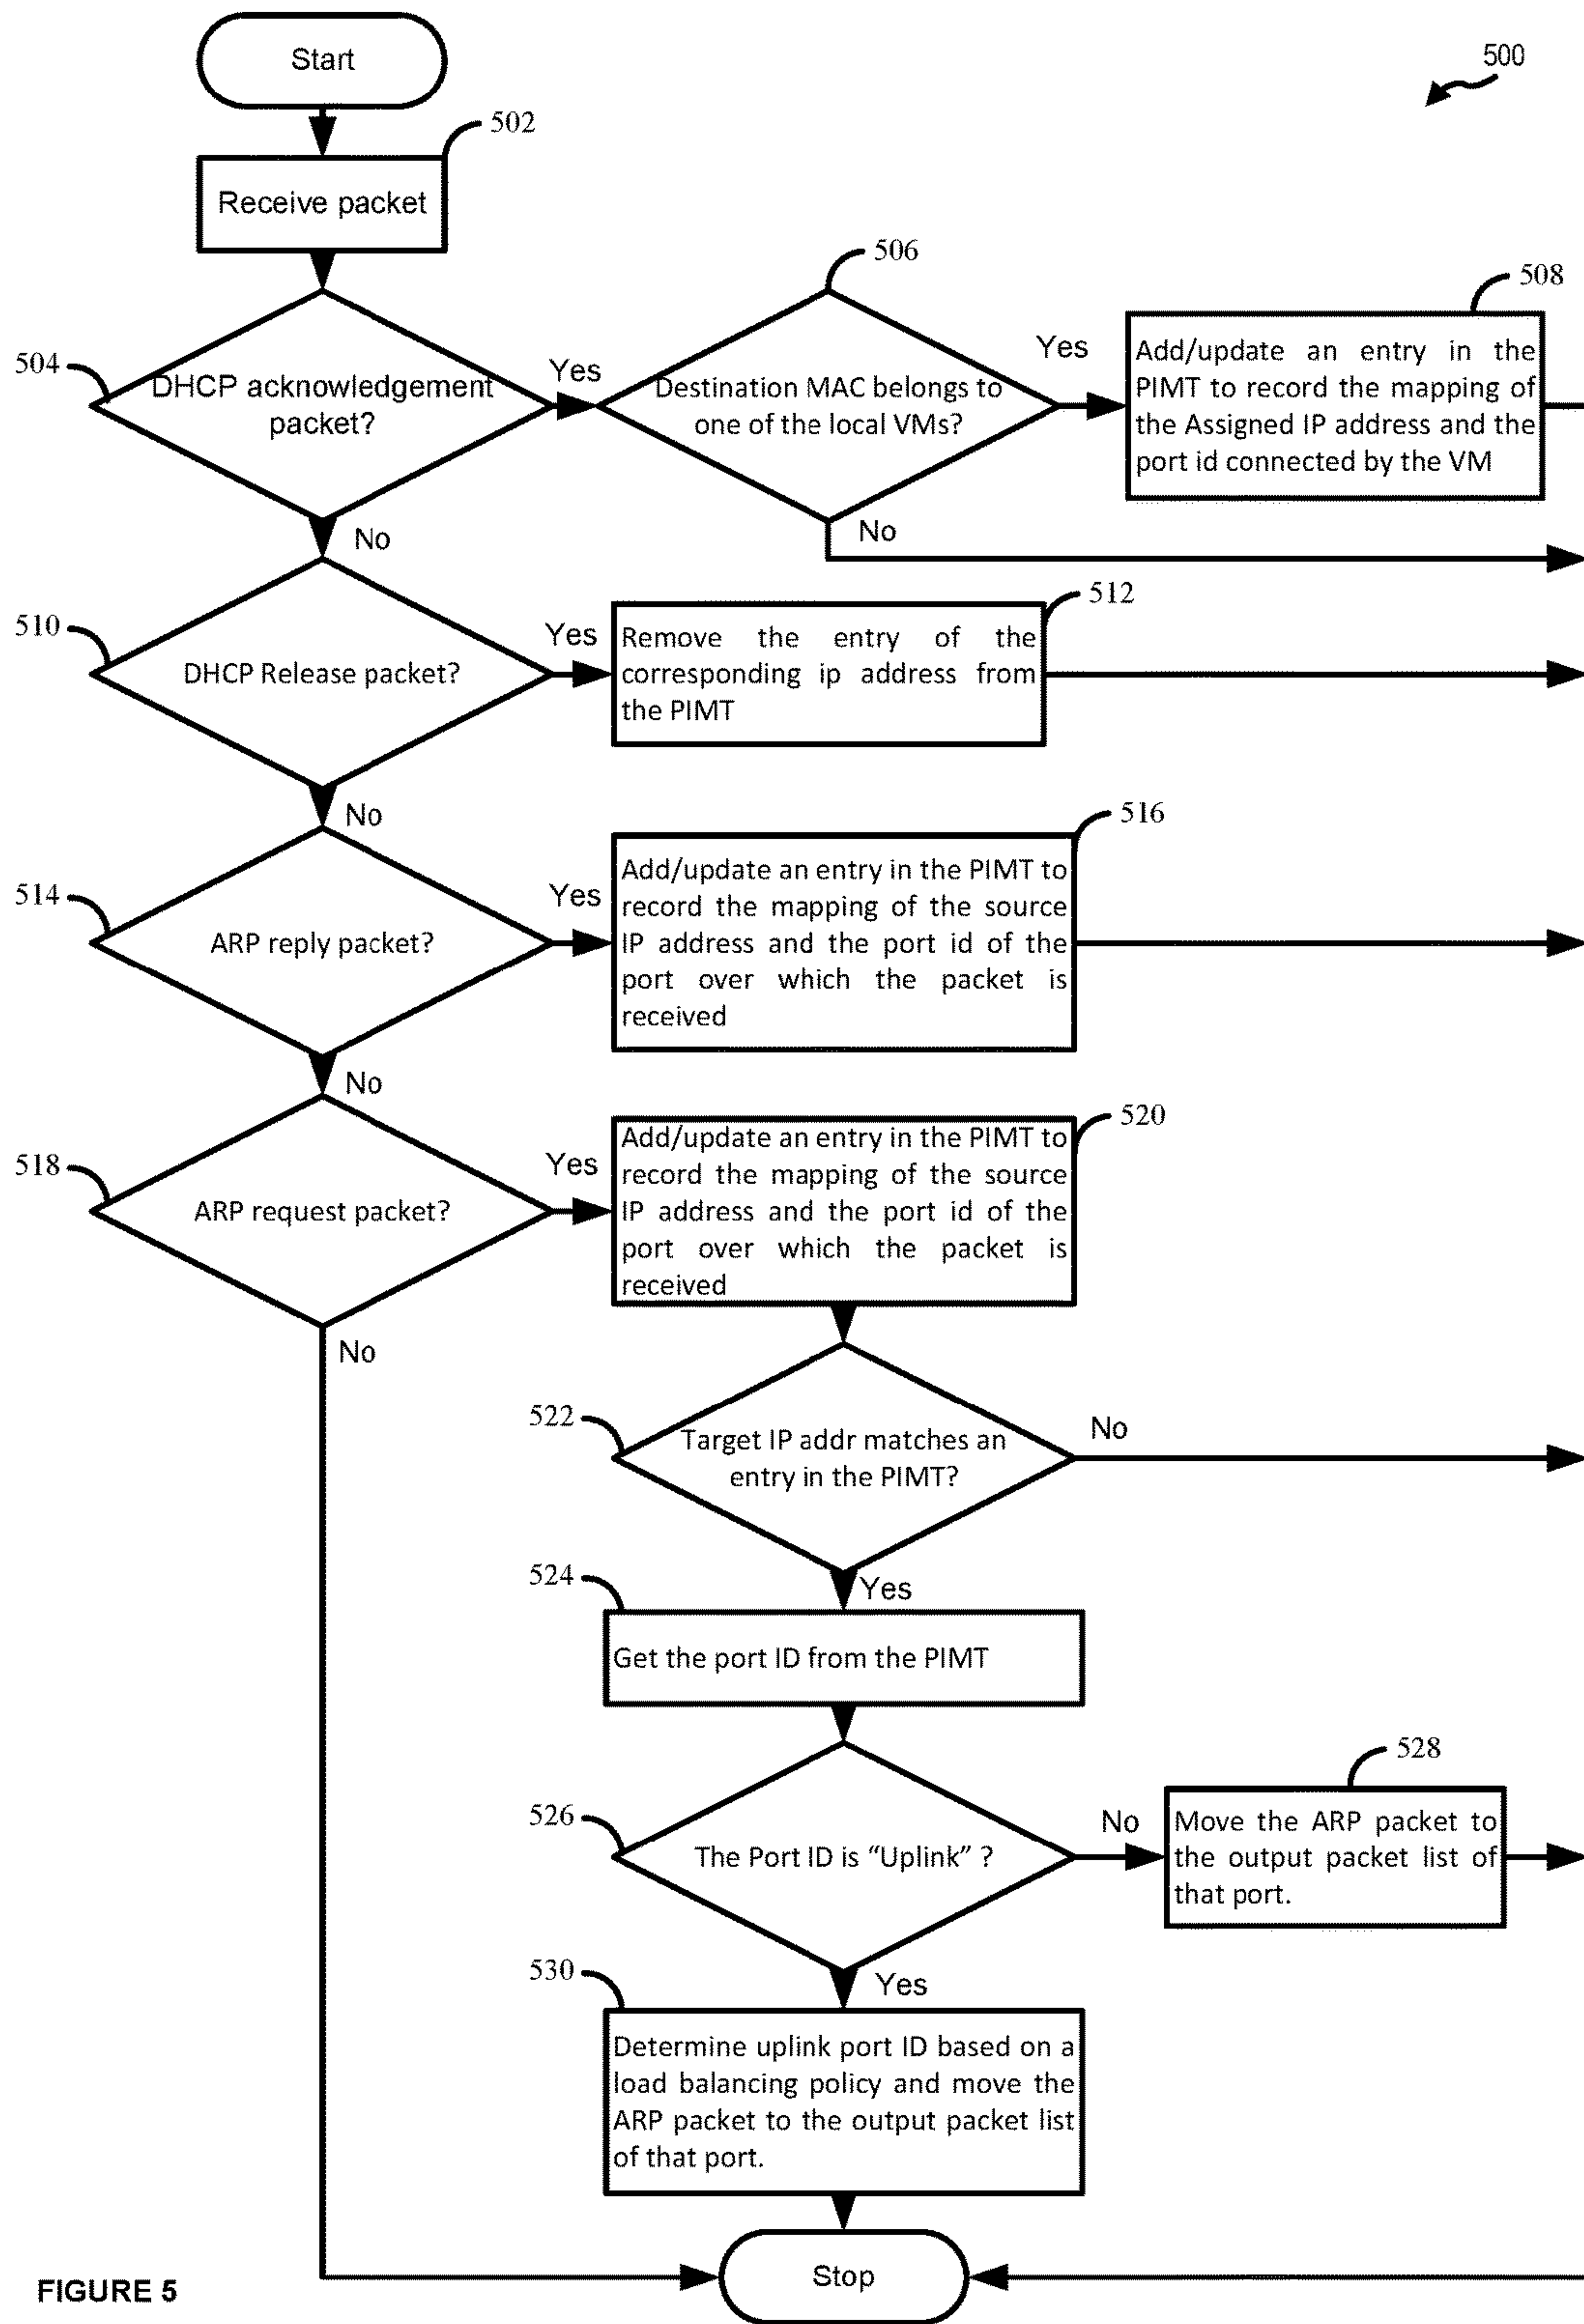 Start
500
502
Receive packet
506
508
504
DHCP acknowledgement
packet?
Yes
Destination MAC belongs to
one of the local VMs?
Yes
Add/update an entry in the
PIMT to record the mapping of
the Assigned IP address and the
port id connected by the VM
No
No
510
DHCP Release packet?
Yes
512
Remove the entry of the
corresponding ip address from
the PIMT
No
514
ARP reply packet?
Yes
516
Add/update an entry in the PIMT to
record the mapping of the source
IP address and the port id of the
port over which the packet is
received
No
518
ARP request packet?
Yes
520
Add/update an entry in the PIMT to
record the mapping of the source
IP address and the port id of the
port over which the packet is
received
No
522
Target IP addr matches an
entry in the PIMT?
No
Yes
524
Get the port ID from the PIMT
526
The Port ID is “Uplink” ?
No
528
Move the ARP packet to
the output packet list of
that port.
Yes
530
Determine uplink port ID based on a
load balancing policy and move the
ARP packet to the output packet list
of that port.
Stop
FIGURE 5